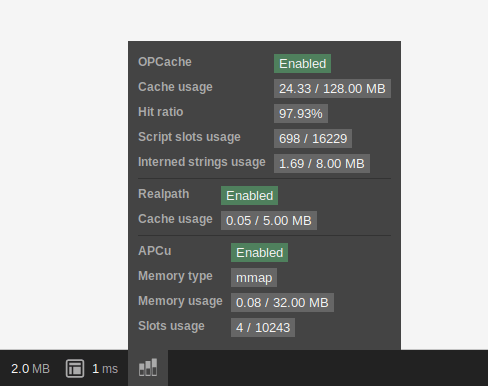 OPCache Enabled
Cache usage 24.33 / 128.00 MB
Hit ratio 97.93%
Script slots usage 698 / 16229
Interned strings usage 1.69 / 8.00 MB
Realpath Enabled
Cache usage 0.05 / 5.00 MB
APCu Enabled
Memory type mmap
Memory usage 0.08 / 32.00 MB
Slots usage 4 / 10243
2.0 MB 1 ms